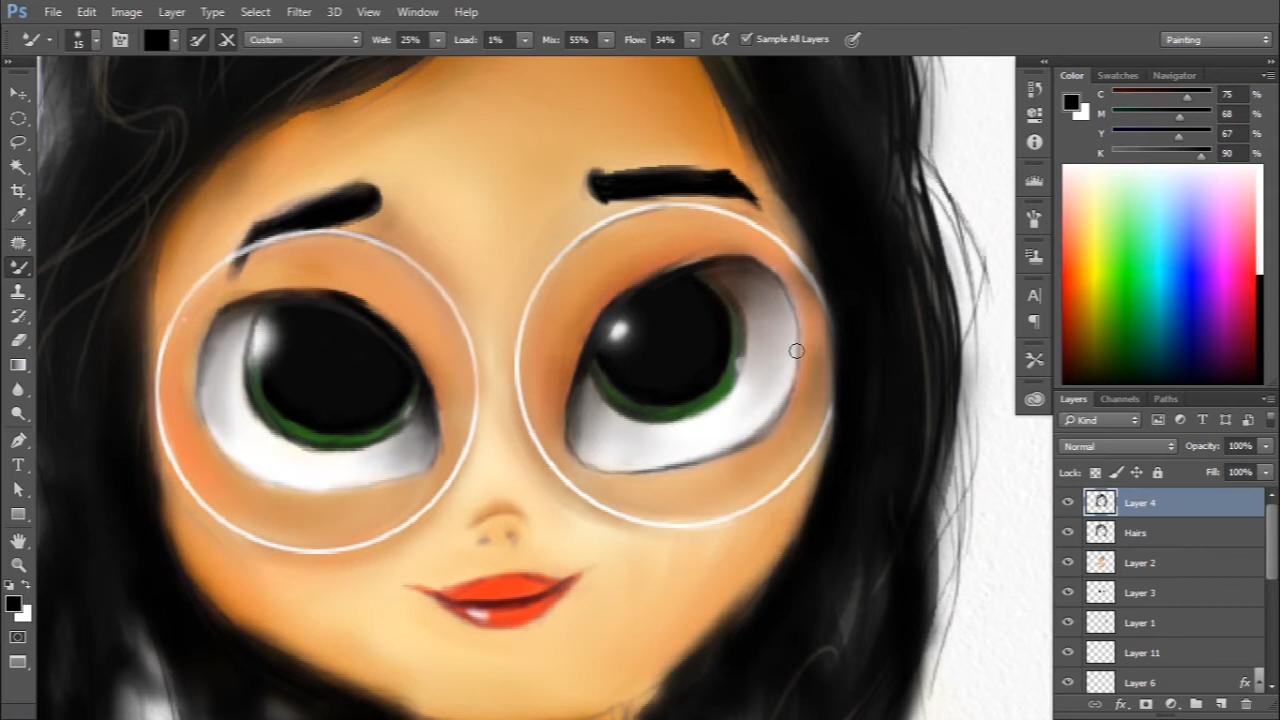 Ps File Edit Image Layer Type Select Filter 3D View Window Help
15 Custom Wet: 25% Load: 1% Mix: 55% Flow: 34% Sample All Layers Painting
Color Swatches Navigator
C 75 %
M 68 %
Y 67 %
K 90 %
Layers Channels Paths
Kind
Normal Opacity: 100%
Lock: Fill: 100%
Layer 4
Hairs
Layer 2
Layer 3
Layer 1
Layer 11
Layer 6 fx
fx